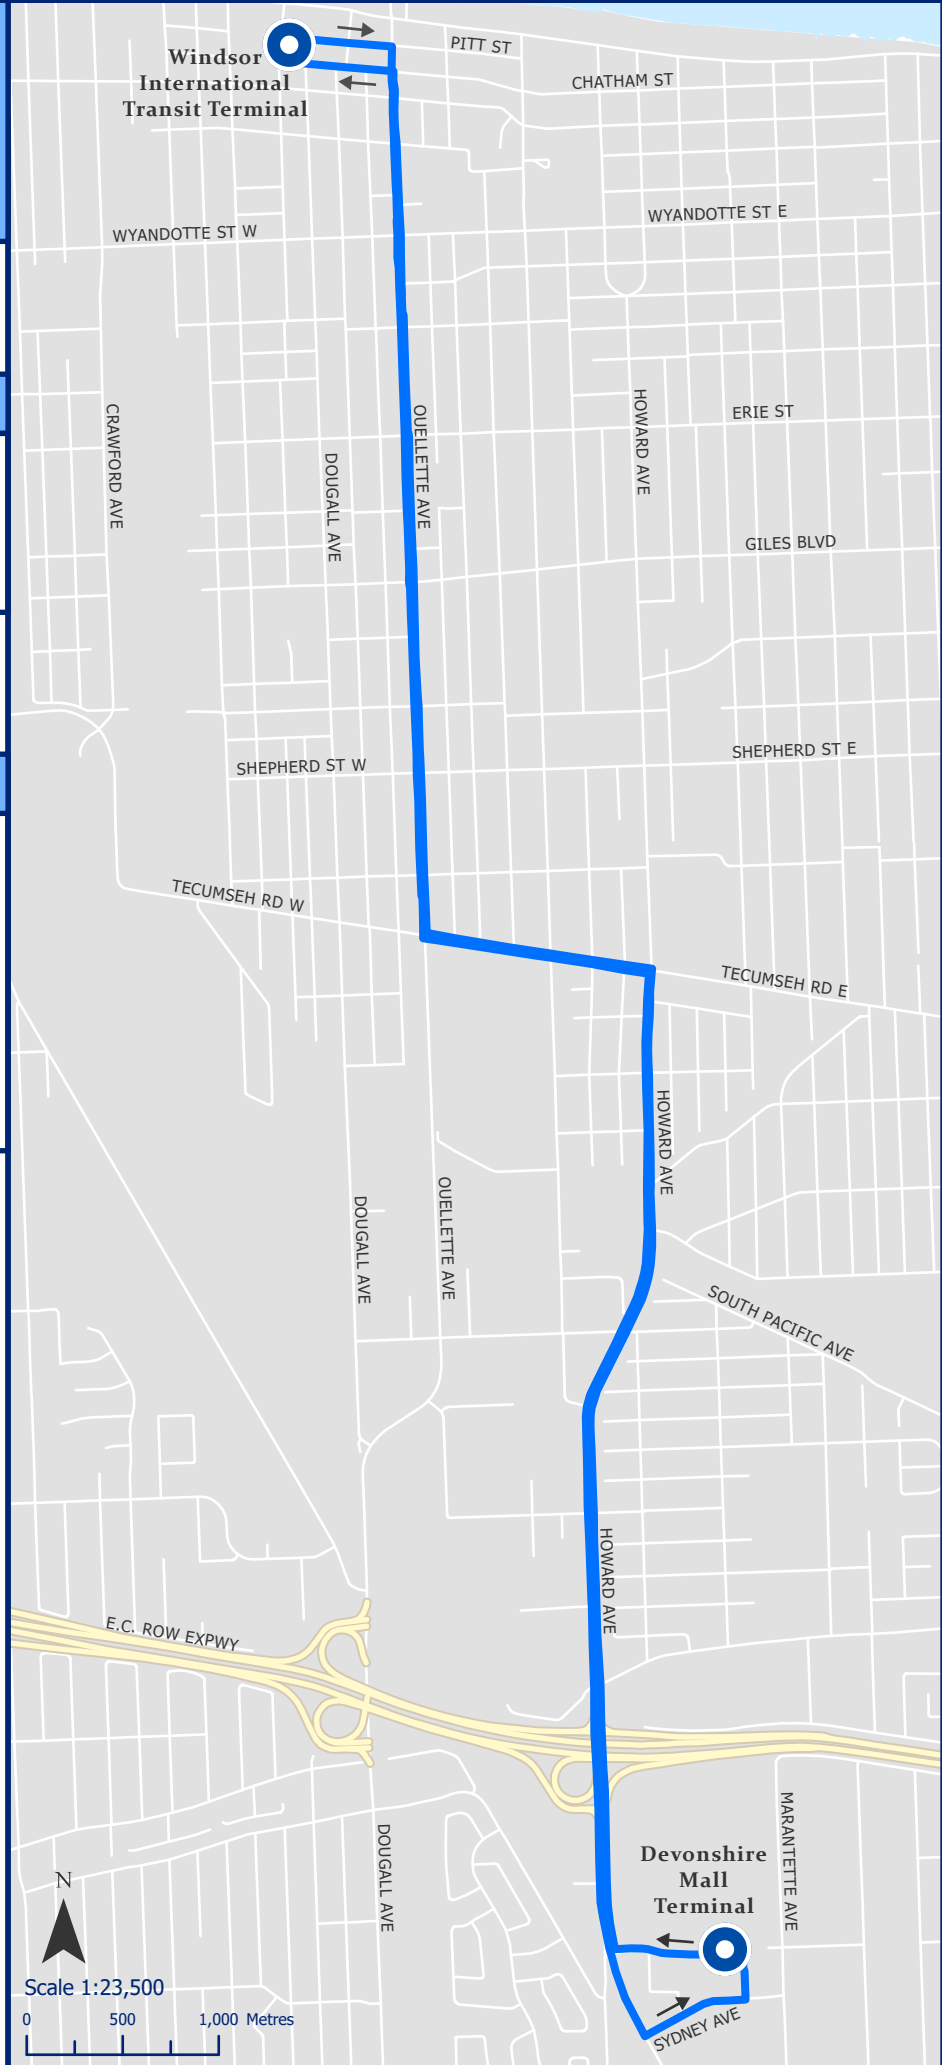 PITT ST
Windsor
International
Transit Terminal
CHATHAM ST
WYANDOTTE ST E
WYANDOTTE ST W
CRAWFORD AVE
DOUGALL AVE
OUELLETTE AVE
HOWARD AVE
ERIE ST
GILES BLVD
SHEPHERD ST E
SHEPHERD ST W
TECUMSEH RD W
TECUMSEH RD E
HOWARD AVE
DOUGALL AVE
OUELLETTE AVE
SOUTH PACIFIC AVE
HOWARD AVE
E.C. ROW EXPWY
DOUGALL AVE
MARANTETTE AVE
Devonshire
Mall
Terminal
SYDNEY AVE
N
Scale 1:23,500
0 500 1,000 Metres